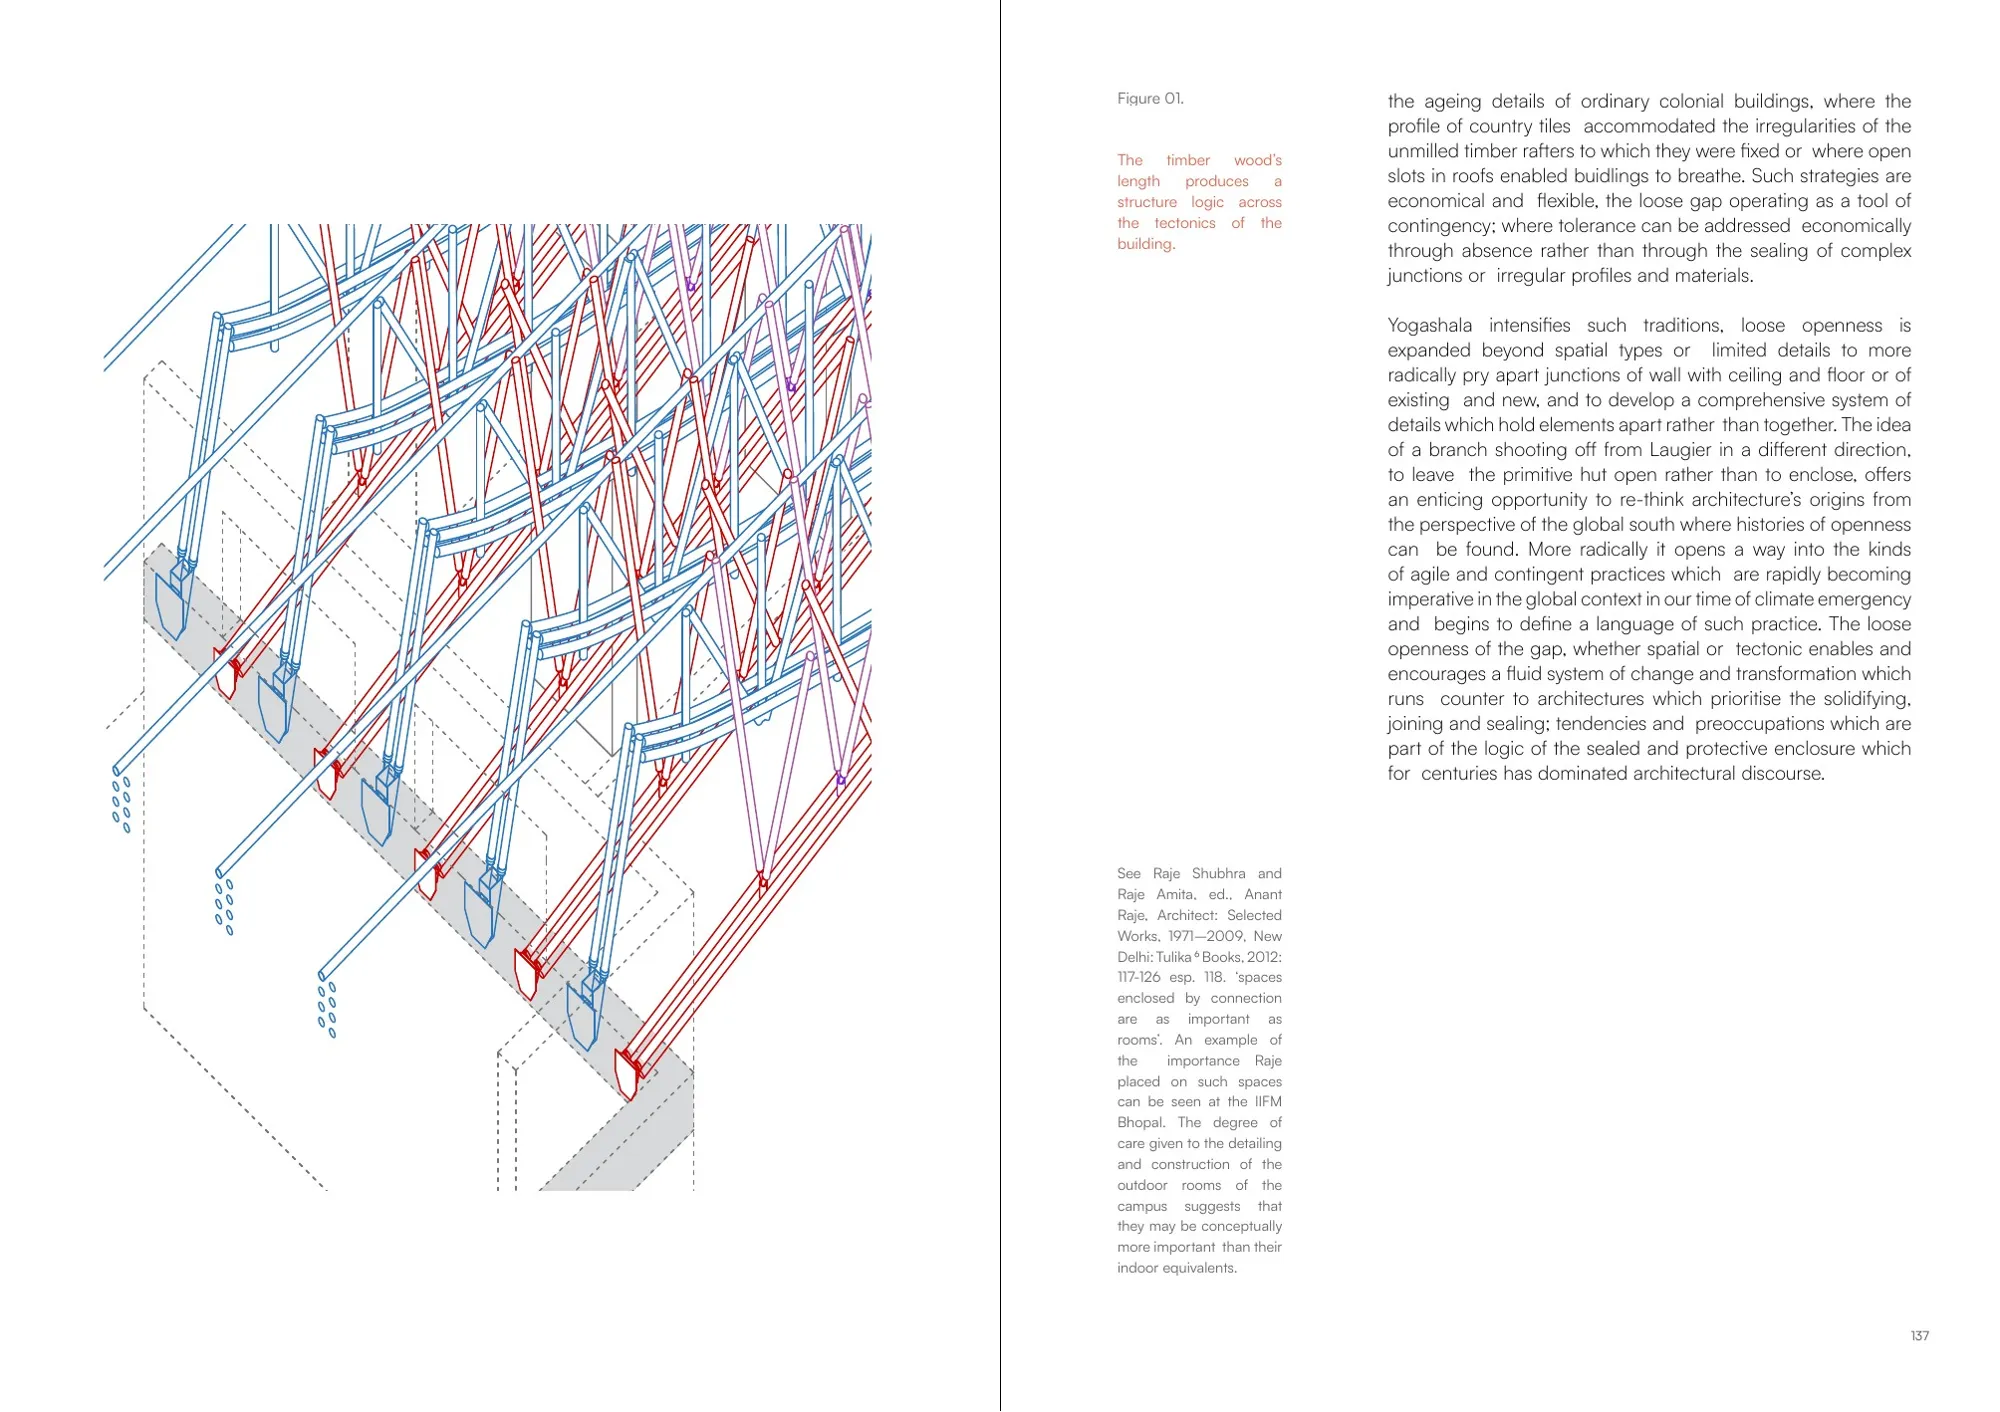 Figure 01.
The timber wood's
length produces a
structure logic across
the tectonics of the
building.
the ageing details of ordinary colonial buildings, where the
profile of country tiles accommodated the irregularities of the
unmilled timber rafters to which they were fixed or where open
slots in roofs enabled buidlings to breathe. Such strategies are
economical and flexible, the loose gap operating as a tool of
contingency; where tolerance can be addressed economically
through absence rather than through the sealing of complex
junctions or irregular profiles and materials.
Yogashala intensifies such traditions, loose openness is
expanded beyond spatial types or limited details to more
radically pry apart junctions of wall with ceiling and floor or of
existing and new, and to develop a comprehensive system of
details which hold elements apart rather than together. The idea
of a branch shooting off from Laugier in a different direction,
to leave the primitive hut open rather than to enclose, offers
an enticing opportunity to re-think architecture's origins from
the perspective of the global south where histories of openness
can be found. More radically it opens a way into the kinds
of agile and contingent practices which are rapidly becoming
imperative in the global context in our time of climate emergency
and begins to define a language of such practice. The loose
openness of the gap, whether spatial or tectonic enables and
encourages a fluid system of change and transformation which
runs counter to architectures which prioritise the solidifying,
joining and sealing; tendencies and preoccupations which are
part of the logic of the sealed and protective enclosure which
for centuries has dominated architectural discourse.
See Raje Shubhra and
Raje Amita, ed., Anant
Raje, Architect: Selected
Works, 1971—2009, New
Delhi: Tulika ⁶ Books, 2012:
117-126 esp. 118. 'spaces
enclosed by connection
are as important as
rooms'. An example of
the importance Raje
placed on such spaces
can be seen at the IIFM
Bhopal. The degree of
care given to the detailing
and construction of the
outdoor rooms of the
campus suggests that
they may be conceptually
more important than their
indoor equivalents.
137